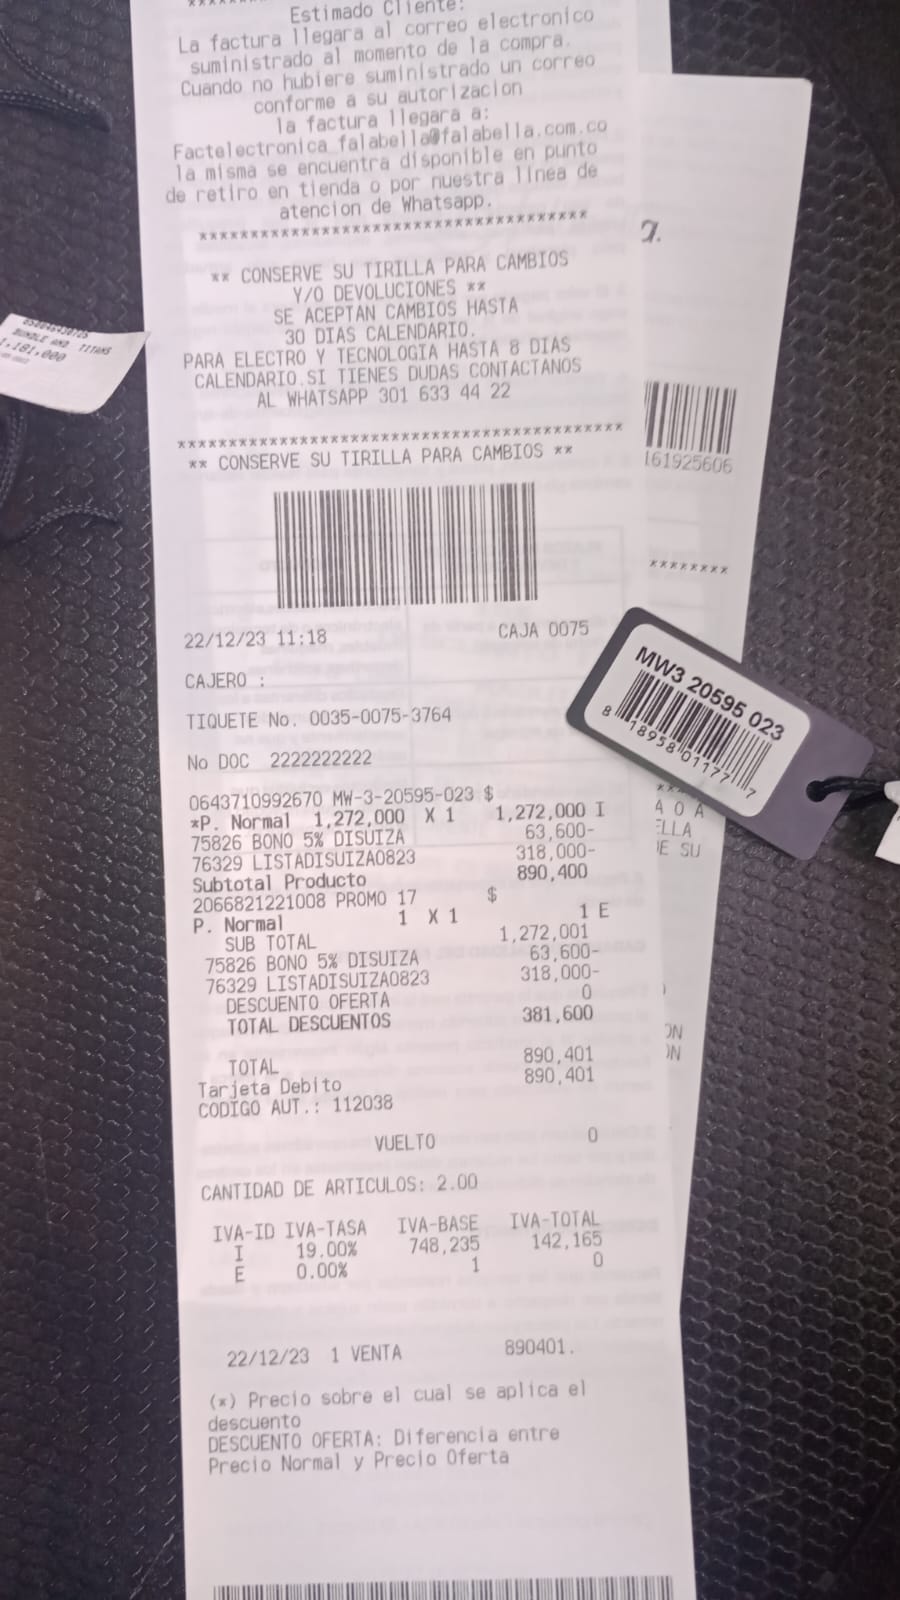 Estimado Cliente:
La factura llegara al correo electronico
suministrado al momento de la compra.
Cuando no hubiere suministrado un correo
conforme a su autorizacion
la factura llegara a:
Factelectronica_falabella@falabella.com.co
la misma se encuentra disponible en punto
de retiro en tienda o por nuestra linea de
atencion de Whatsapp.
****************************************
** CONSERVE SU TIRILLA PARA CAMBIOS
Y/O DEVOLUCIONES **
SE ACEPTAN CAMBIOS HASTA
30 DIAS CALENDARIO.
PARA ELECTRO Y TECNOLOGIA HASTA 8 DIAS
CALENDARIO.SI TIENES DUDAS CONTACTANOS
AL WHATSAPP 301 633 44 22
********************************************
** CONSERVE SU TIRILLA PARA CAMBIOS **
22/12/23 11:18 CAJA 0075
CAJERO :
TIQUETE No. 0035-0075-3764
No DOC 2222222222
0643710992670 MW-3-20595-023 $
*P. Normal 1,272,000 X 1 1,272,000 I
75826 BONO 5% DISUIZA 63,600-
76329 LISTADISUIZA0823 318,000-
Subtotal Producto 890,400
2066821221008 PROMO 17 $
P. Normal 1 X 1 1 E
SUB TOTAL 1,272,001
75826 BONO 5% DISUIZA 63,600-
76329 LISTADISUIZA0823 318,000-
DESCUENTO OFERTA 0
TOTAL DESCUENTOS 381,600
TOTAL 890,401
Tarjeta Debito 890,401
CODIGO AUT.: 112038
VUELTO 0
CANTIDAD DE ARTICULOS: 2.00
IVA-ID IVA-TASA IVA-BASE IVA-TOTAL
I 19.00% 748,235 142,165
E 0.00% 1 0
22/12/23 1 VENTA 890401.
(*) Precio sobre el cual se aplica el
descuento
DESCUENTO OFERTA: Diferencia entre
Precio Normal y Precio Oferta
BUNDLE AND TITANS
1,181,000
161925606
********
MW3 20595 023
8 18958 01177 7
A O A
ELLA
E SU
ON
ON